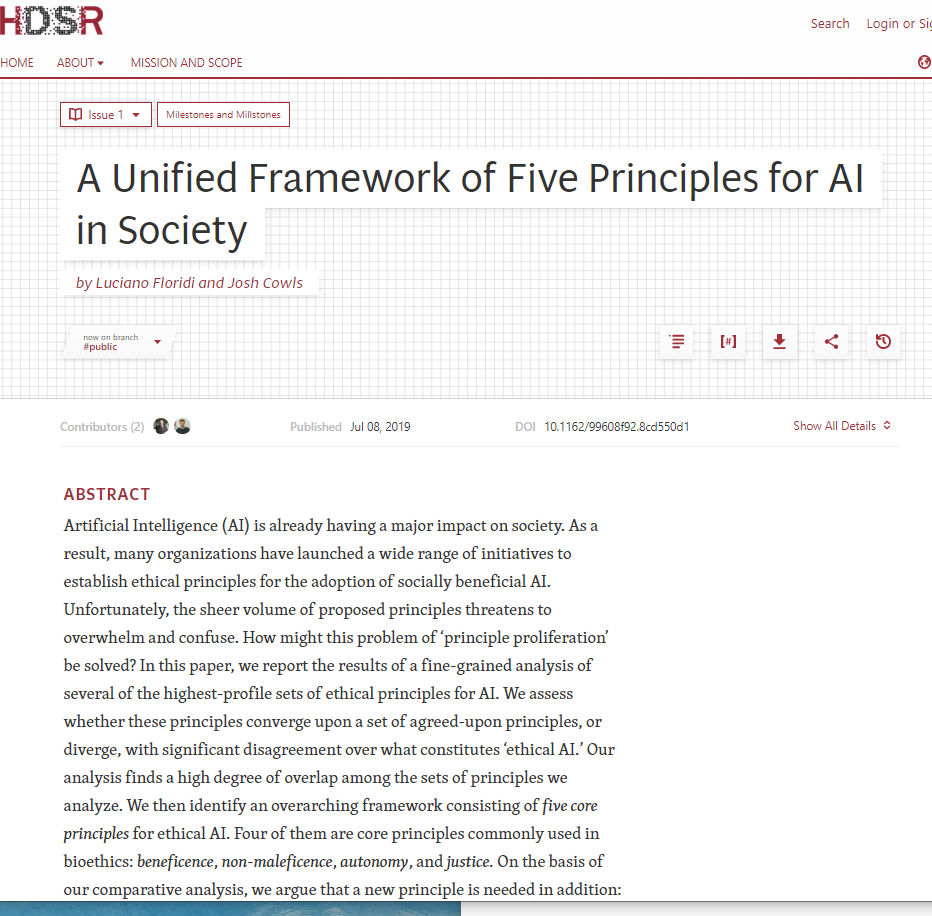 HDSR
Search Login or
HOME ABOUT MISSION AND SCOPE
Issue 1 Milestones and Millstones
A Unified Framework of Five Principles for AI
in Society
by Luciano Floridi and Josh Cowls
now on branch
#public
[#]
Contributors (2) Published Jul 08, 2019 DOI 10.1162/99608f92.8cd550d1 Show All Details
ABSTRACT
Artificial Intelligence (AI) is already having a major impact on society. As a
result, many organizations have launched a wide range of initiatives to
establish ethical principles for the adoption of socially beneficial AI.
Unfortunately, the sheer volume of proposed principles threatens to
overwhelm and confuse. How might this problem of ‘principle proliferation’
be solved? In this paper, we report the results of a fine-grained analysis of
several of the highest-profile sets of ethical principles for AI. We assess
whether these principles converge upon a set of agreed-upon principles, or
diverge, with significant disagreement over what constitutes ‘ethical AI.’ Our
analysis finds a high degree of overlap among the sets of principles we
analyze. We then identify an overarching framework consisting of five core
principles for ethical AI. Four of them are core principles commonly used in
bioethics: beneficence, non-maleficence, autonomy, and justice. On the basis of
our comparative analysis, we argue that a new principle is needed in addition: